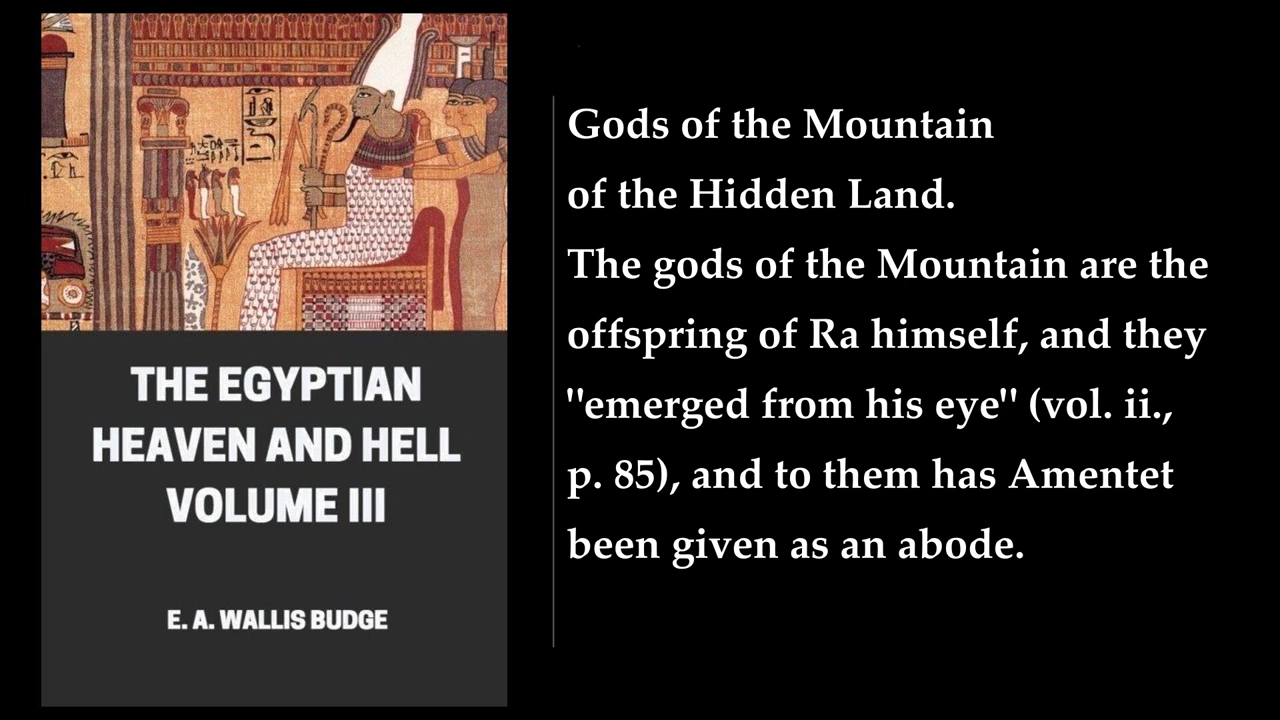 THE EGYPTIAN
HEAVEN AND HELL
VOLUME III
E. A. WALLIS BUDGE
Gods of the Mountain
of the Hidden Land.
The gods of the Mountain are the
offspring of Ra himself, and they
"emerged from his eye" (vol. ii.,
p. 85), and to them has Amentet
been given as an abode.